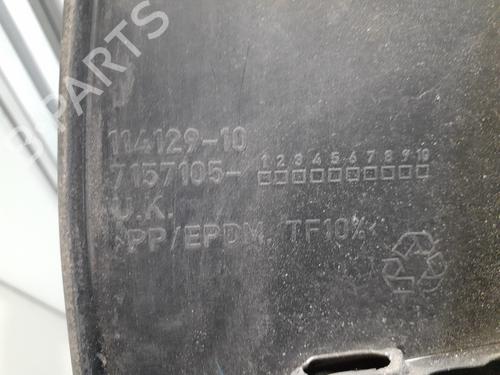 B PARTS
114129-10
7157105- 1 2 3 4 5 6 7 8 9 10
U.K.
>PP/EPDM, TF10%<